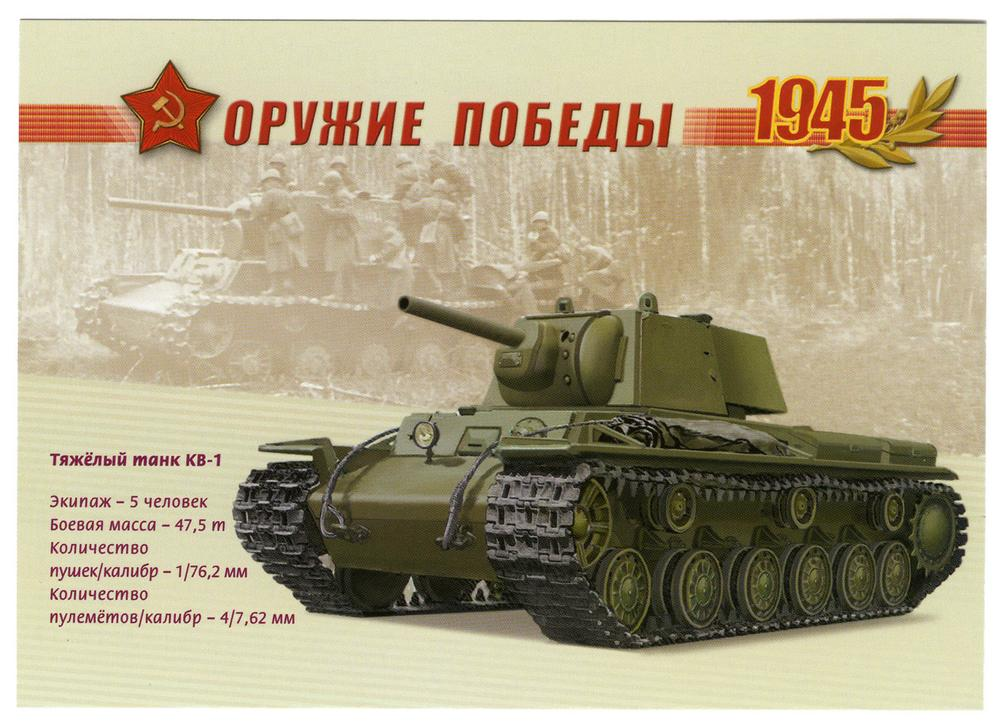 ОРУЖИЕ ПОБЕДЫ
1945
Тяжёлый танк КВ-1
Экипаж – 5 человек
Боевая масса – 47,5 т
Количество
пушек/калибр – 1/76,2 мм
Количество
пулемётов/калибр – 4/7,62 мм